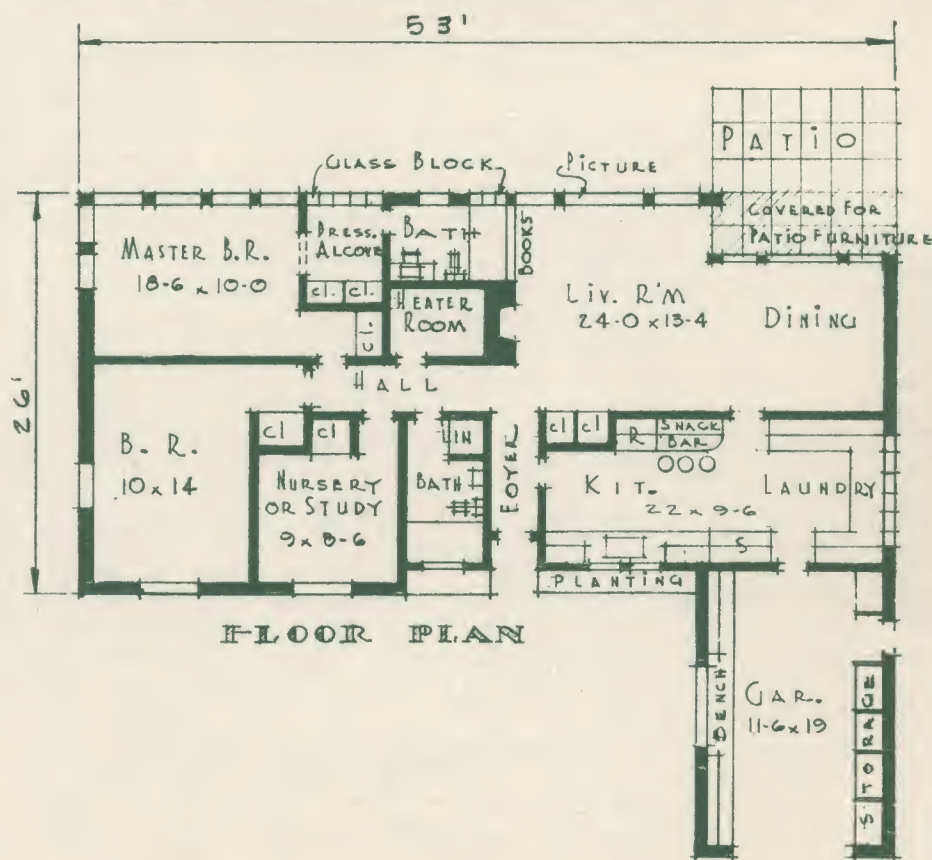 53'
PATIO
GLASS BLOCK
PICTURE
COVERED FOR
PATIO FURNITURE
MASTER B.R.
18-6 x 10-0
DRESS.
ALCOVE
BATH
BOOKS
cl.
cl.
HEATER
ROOM
LIV. R'M
24-0 x 13-4
DINING
cl.
26'
HALL
B. R.
10 x 14
cl
cl
NURSERY
OR STUDY
9 x 8-6
LIN
BATH
FOYER
cl
cl
R
SNACK
BAR
KIT.
22 x 9-6
LAUNDRY
S
PLANTING
FLOOR PLAN
BENCH
GAR.
11-6 x 19
STORAGE